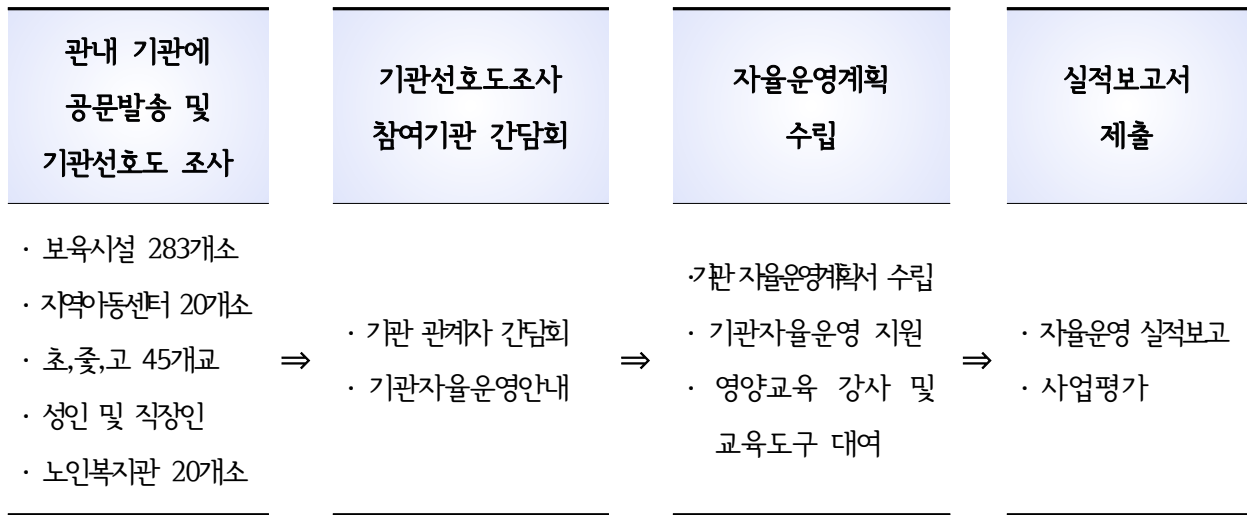 관내 기관에
공문발송 및
기관선호도 조사
· 보육시설 283개소
· 지역아동센터 20개소
· 초,중,고 45개교
· 성인 및 직장인
· 노인복지관 20개소
⇒
기관선호도조사
참여기관 간담회
· 기관 관계자 간담회
· 기관자율운영안내
⇒
자율운영계획
수립
·기관 자율운영계획서 수립
· 기관자율운영 지원
· 영양교육 강사 및
교육도구 대여
⇒
실적보고서
제출
· 자율운영 실적보고
· 사업평가